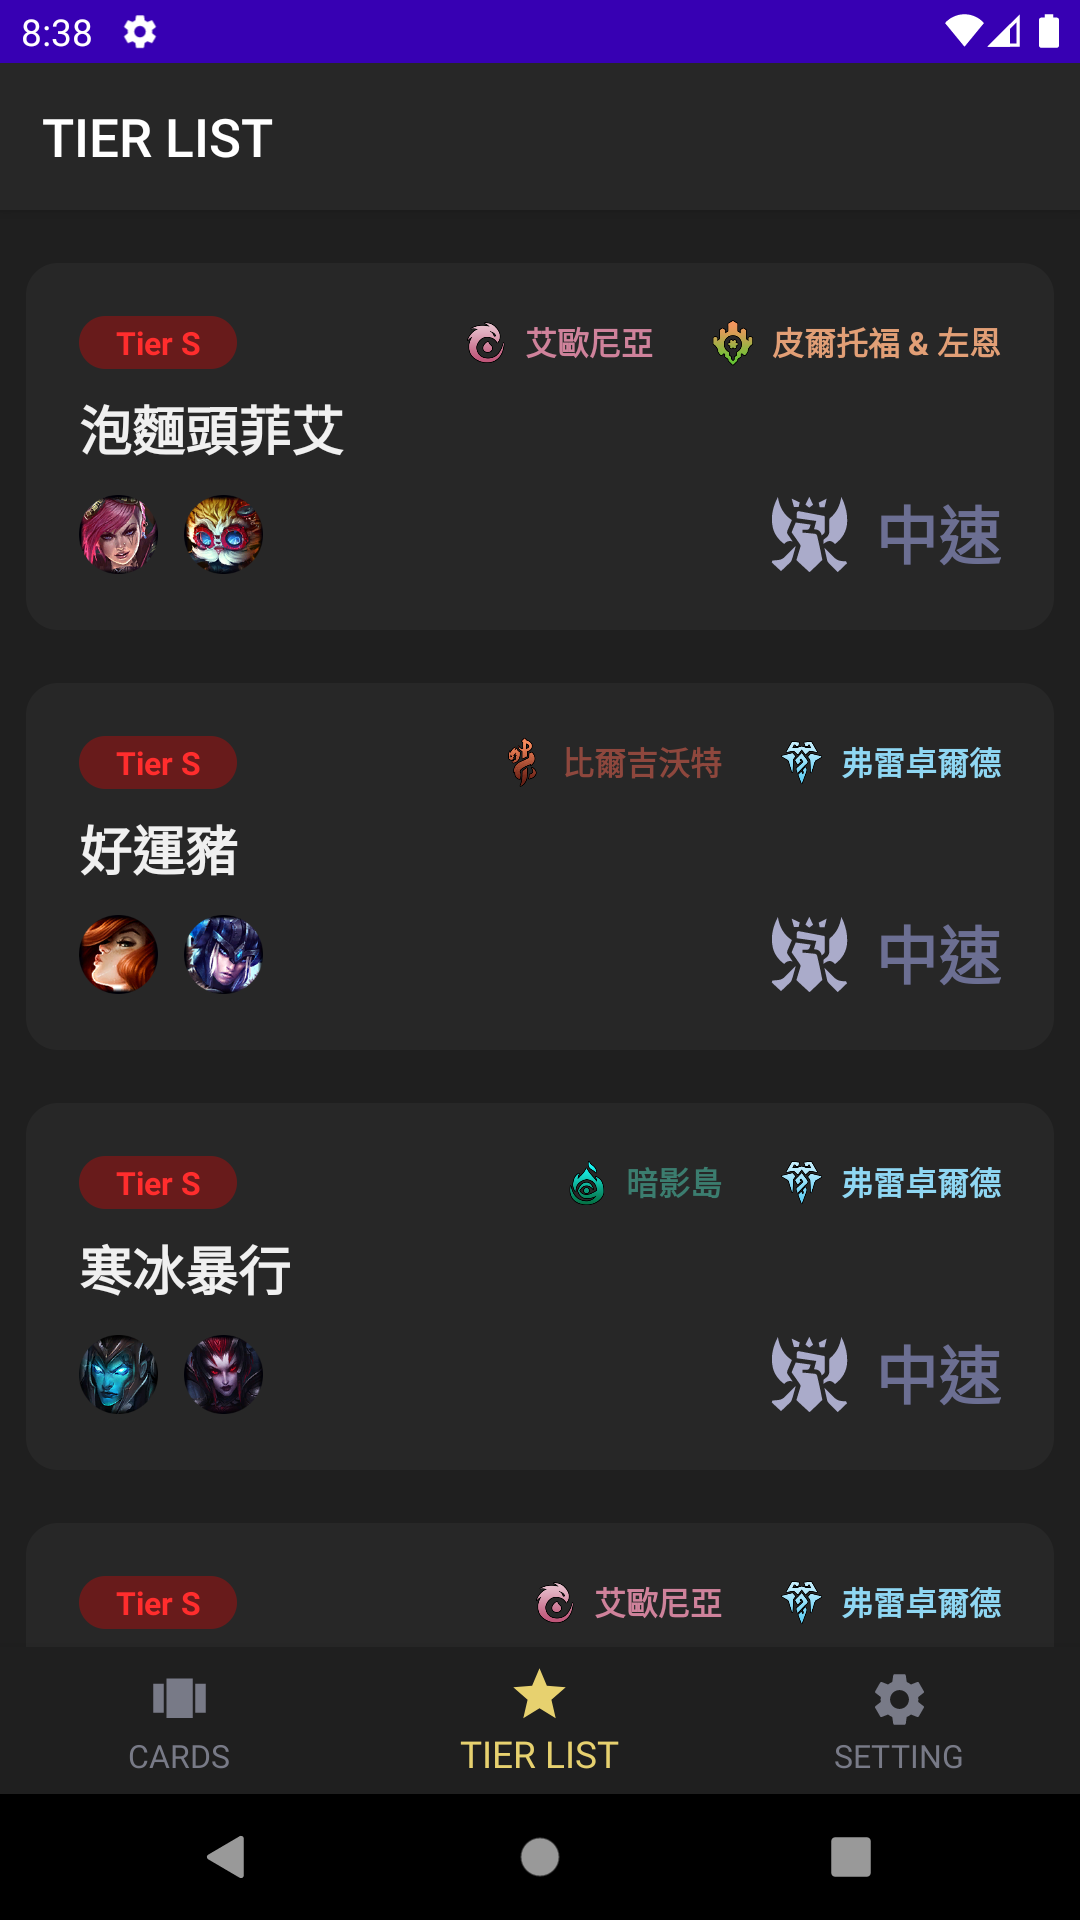 8:38
TIER LIST
Tier S 艾歐尼亞 皮爾托福 & 左恩
泡麵頭菲艾
中速
Tier S 比爾吉沃特 弗雷卓爾德
好運豬
中速
Tier S 暗影島 弗雷卓爾德
寒冰暴行
中速
Tier S 艾歐尼亞 弗雷卓爾德
CARDS TIER LIST SETTING